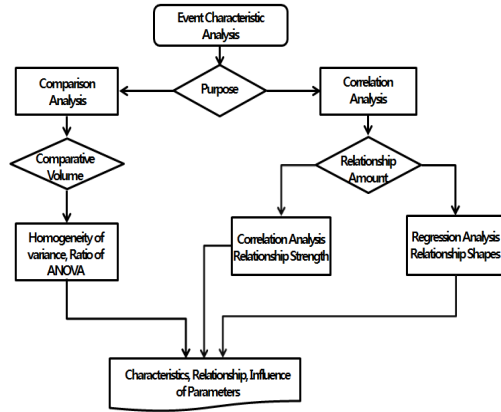 Event Characteristic
Analysis
Purpose
Comparison
Analysis
Correlation
Analysis
Comparative
Volume
Relationship
Amount
Homogeneity of
variance, Ratio of
ANOVA
Correlation Analysis
Relationship Strength
Regression Analysis
Relationship Shapes
Characteristics, Relationship, Influence
of Parameters